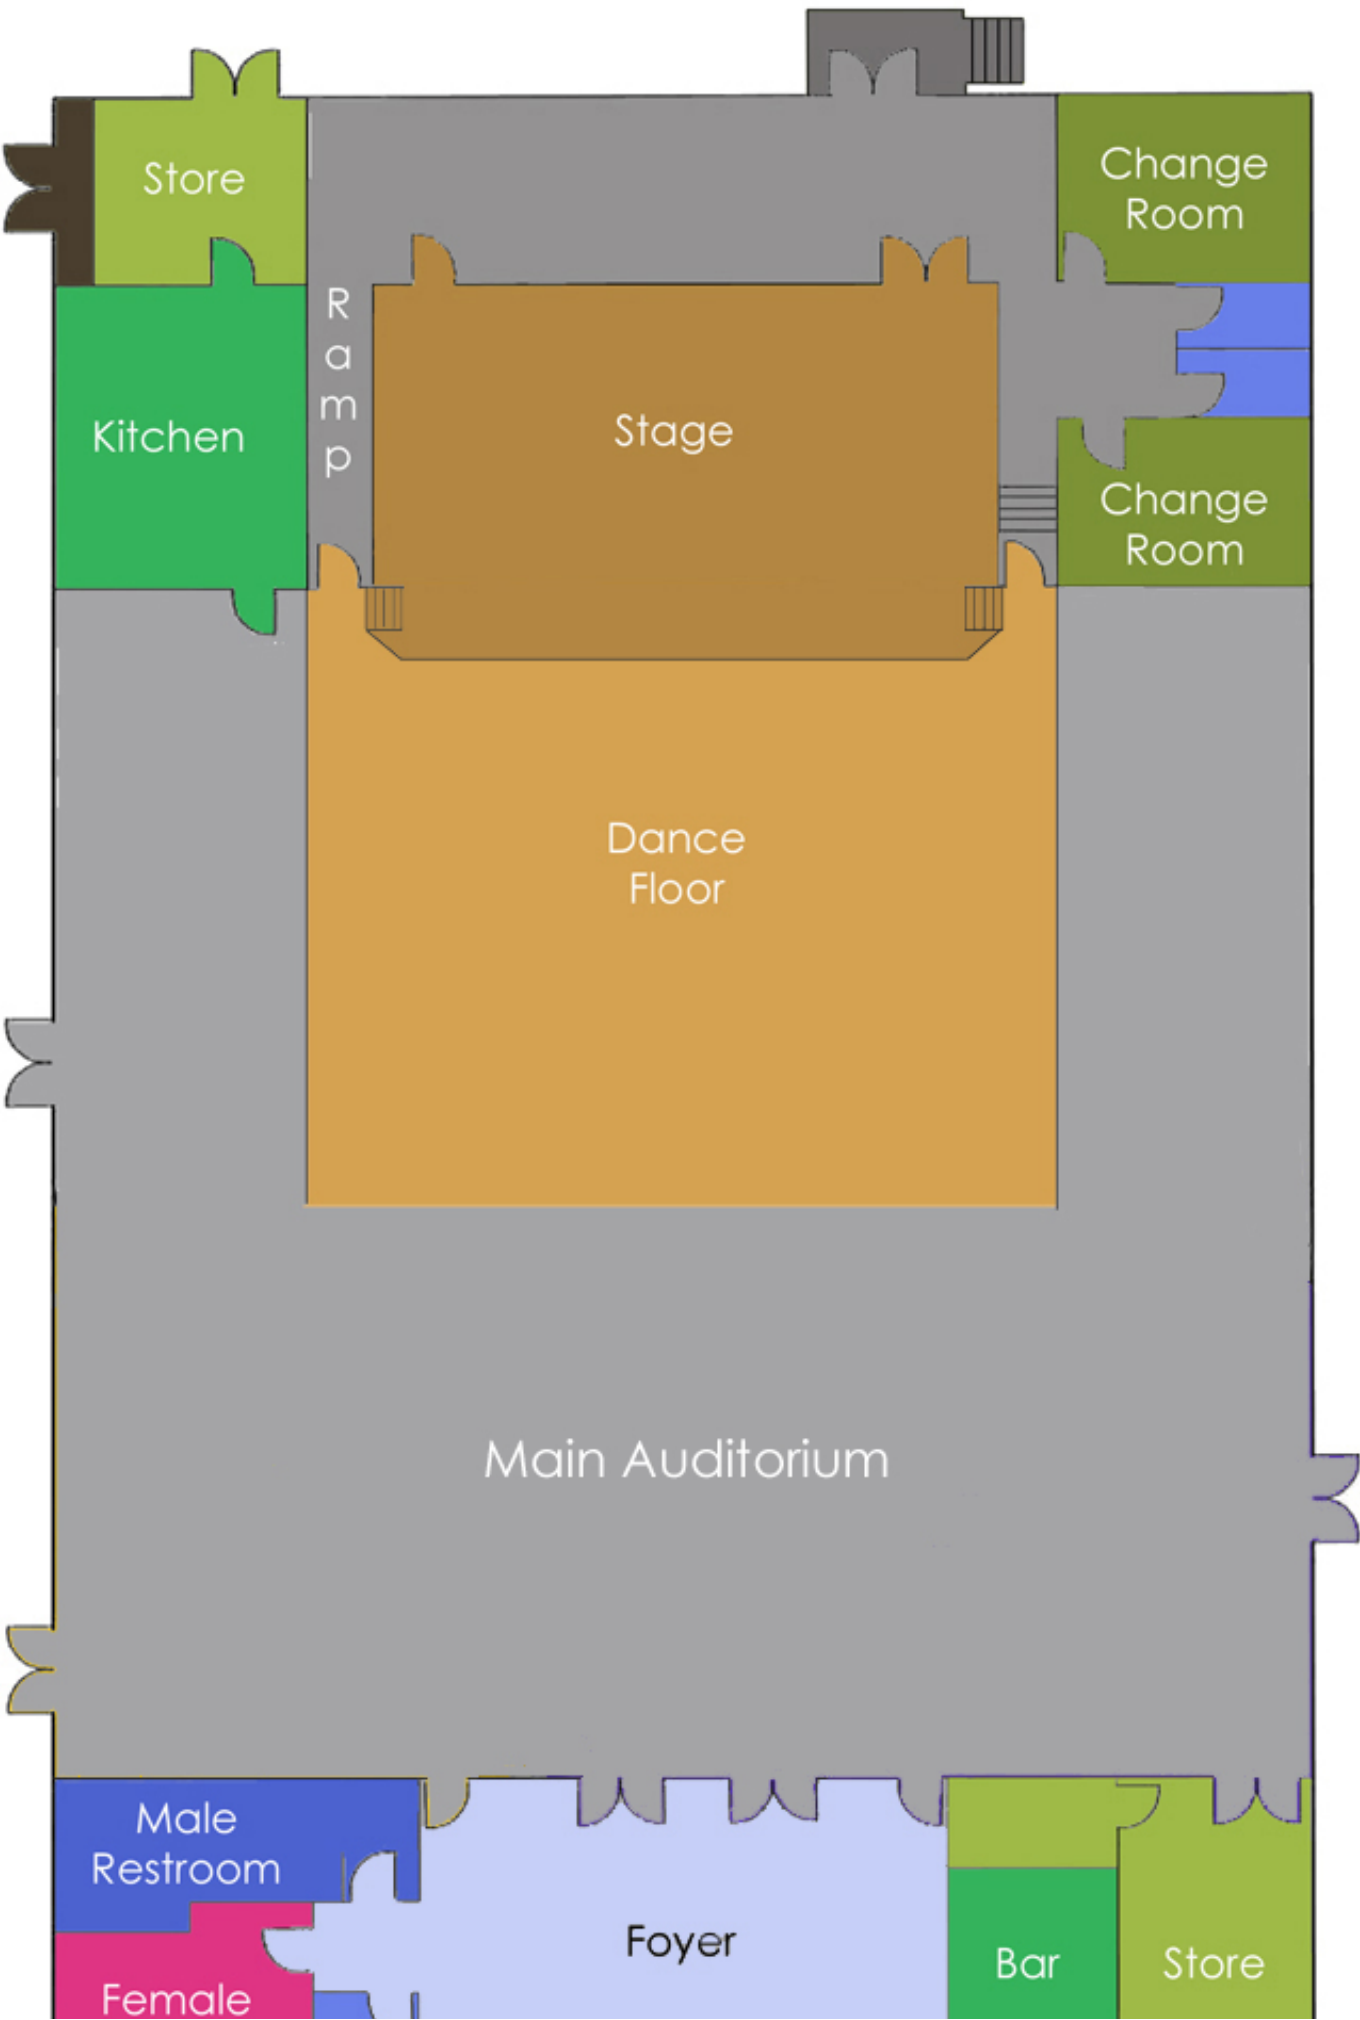 Store
Change
Room
R
a
m
p
Kitchen
Stage
Change
Room
Dance
Floor
Main Auditorium
Male
Restroom
Foyer
Bar
Store
Female